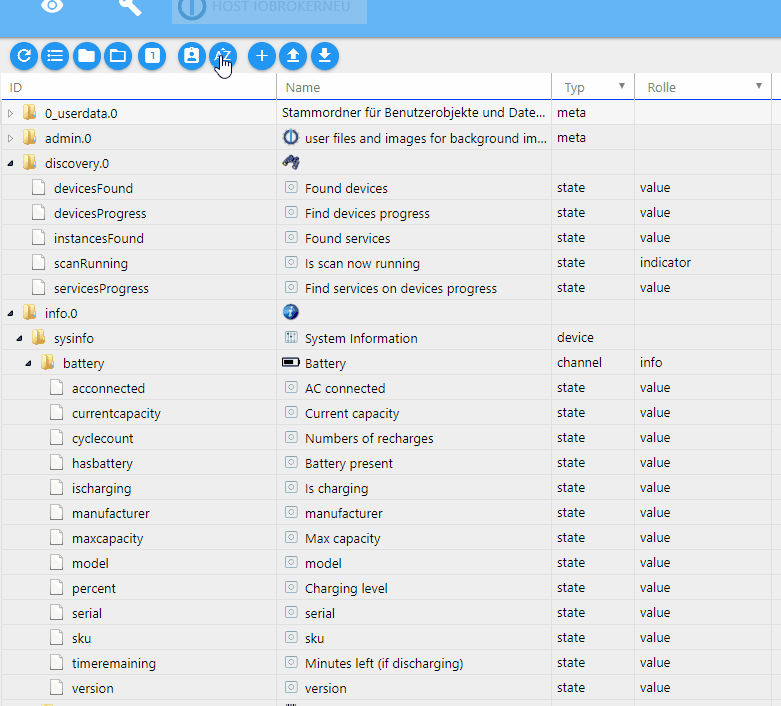 HOST IOBROKERNEU
1
AZ
ID Name Typ Rolle
0_userdata.0 Stammordner für Benutzerobjekte und Date... meta
admin.0 user files and images for background im... meta
discovery.0
devicesFound Found devices state value
devicesProgress Find devices progress state value
instancesFound Found services state value
scanRunning Is scan now running state indicator
servicesProgress Find services on devices progress state value
info.0
sysinfo System Information device
battery Battery channel info
acconnected AC connected state value
currentcapacity Current capacity state value
cyclecount Numbers of recharges state value
hasbattery Battery present state value
ischarging Is charging state value
manufacturer manufacturer state value
maxcapacity Max capacity state value
model model state value
percent Charging level state value
serial serial state value
sku sku state value
timeremaining Minutes left (if discharging) state value
version version state value